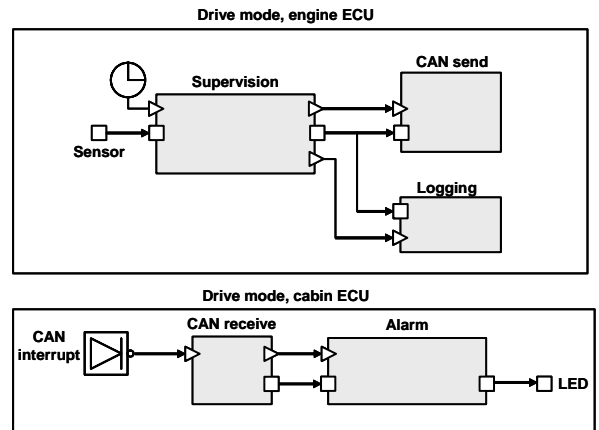 Drive mode, engine ECU
CAN send
Supervision
Sensor
Logging
Drive mode, cabin ECU
CAN receive
Alarm
CAN
interrupt
LED